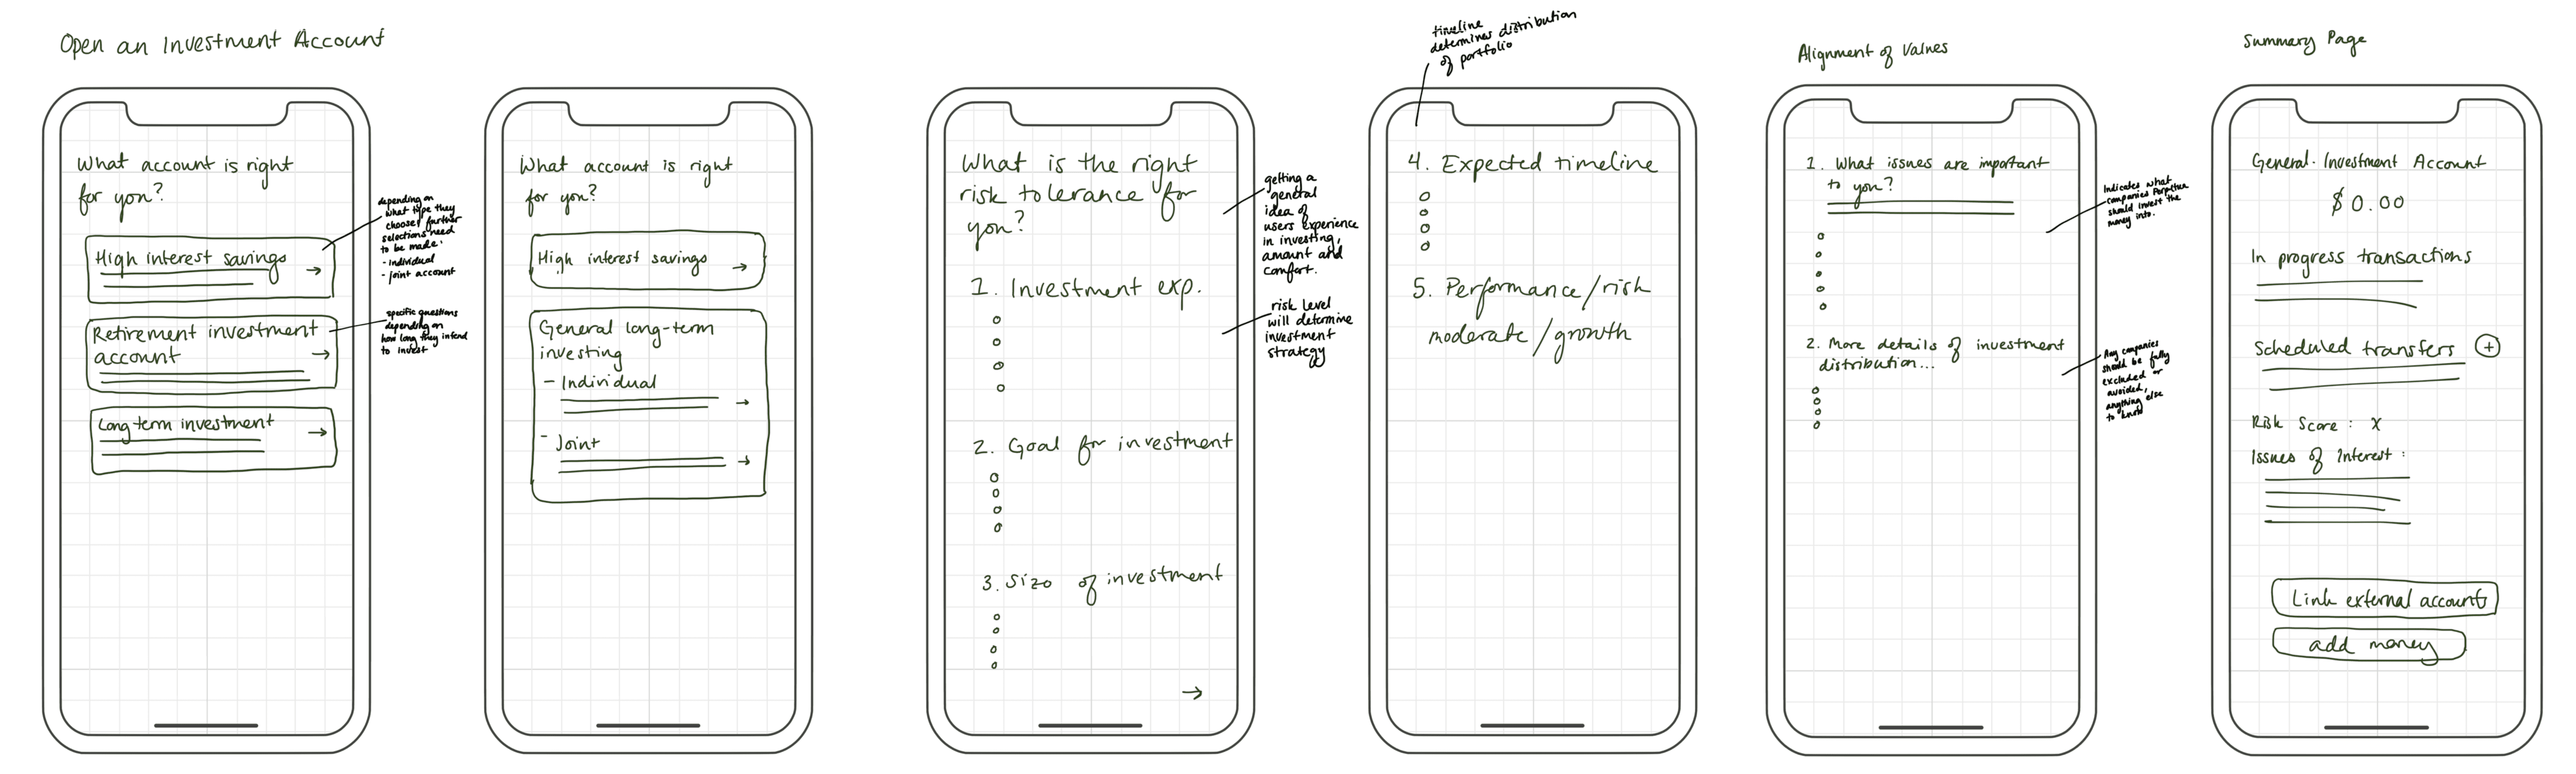 Open an Investment Account
What account is right
for you?
High interest savings
→
Retirement investment
account
→
Long term investment
→
depending on
what type they
choose, further
selections need
to be made.
- Individual
- joint account
specific questions
depending on
how long they intend
to invest
What account is right
for you?
High interest savings
→
General long-term
investing
- Individual
→
- Joint
→
What is the right
risk tolerance for
you?
1. Investment exp.
2. Goal for investment
3. Size of investment
→
getting a
general
idea of
users experience
in investing,
amount and
comfort.
risk level
will determine
investment
strategy
timeline
determines distribution
of portfolio
4. Expected timeline
5. Performance/risk
moderate/growth
Alignment of Values
1. What issues are important
to you?
2. More details of investment
distribution...
Indicates what
companies Perpetua
should invest the
money into.
Any companies
should be fully
excluded or
avoided,
anything else
to know
Summary Page
General Investment Account
$0.00
In progress transactions
Scheduled transfers +
Risk Score: X
Issues of Interest:
Link external account
add money